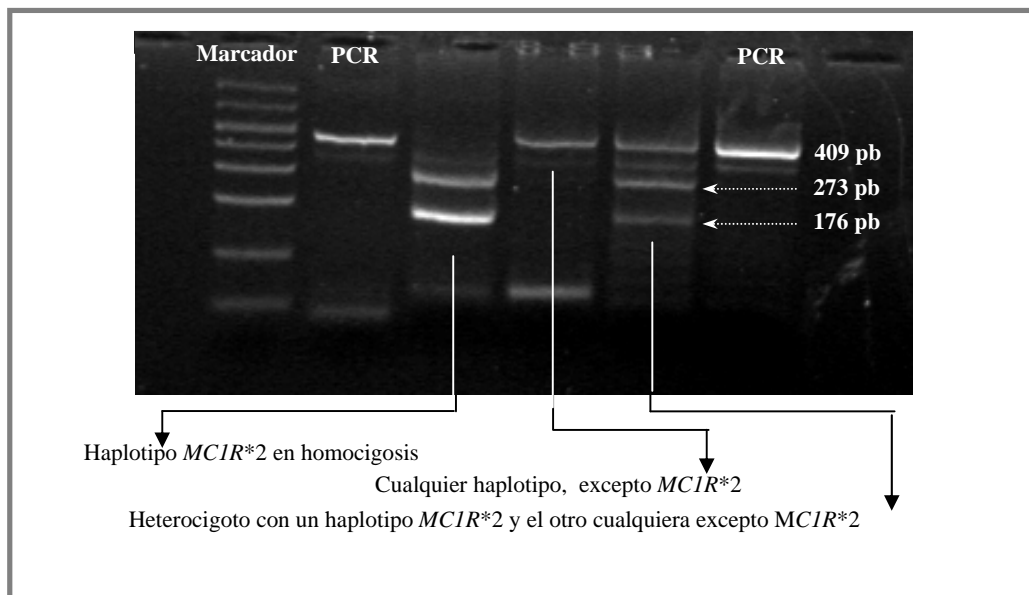 Marcador PCR PCR
409 pb
273 pb
176 pb
Haplotipo MC1R*2 en homocigosis
Cualquier haplotipo, excepto MC1R*2
Heterocigoto con un haplotipo MC1R*2 y el otro cualquiera excepto MC1R*2